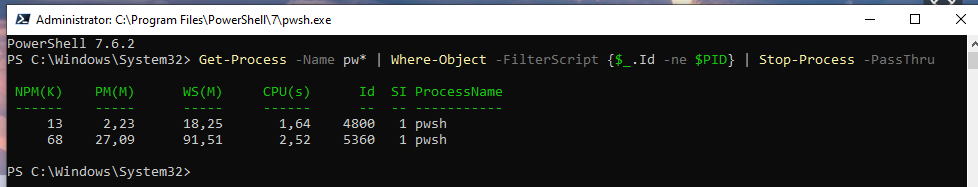 Administrator: C:\Program Files\PowerShell\7\pwsh.exe
PowerShell 7.6.2
PS C:\Windows\System32> Get-Process -Name pw* | Where-Object -FilterScript {$_.Id -ne $PID} | Stop-Process -PassThru
NPM(K) PM(M) WS(M) CPU(s) Id SI ProcessName
------ ----- ----- ------ -- -- -----------
13 2,23 18,25 1,64 4800 1 pwsh
68 27,09 91,51 2,52 5360 1 pwsh
PS C:\Windows\System32>